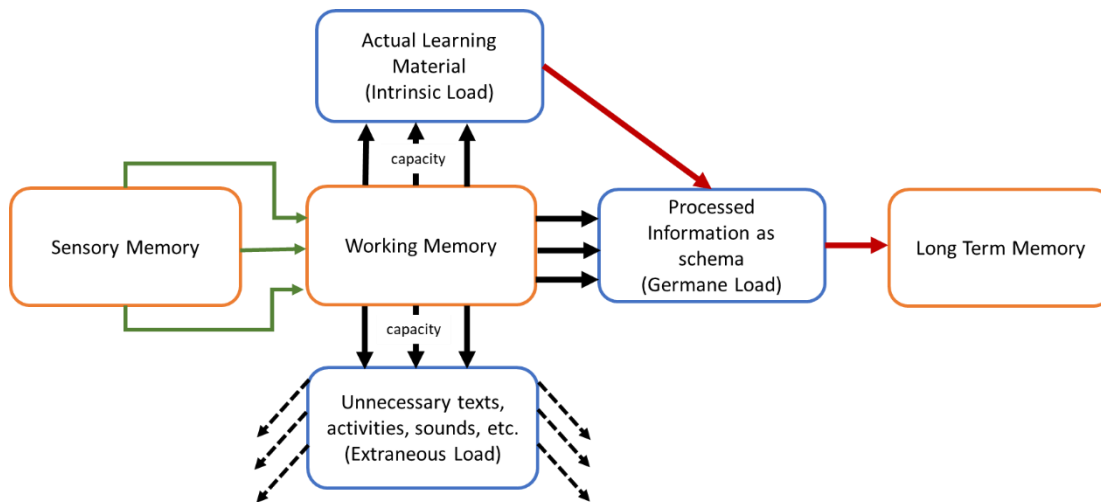 Actual Learning
Material
(Intrinsic Load)
capacity
Sensory Memory
Working Memory
Processed
Information as
schema
(Germane Load)
Long Term Memory
capacity
Unnecessary texts,
activities, sounds, etc.
(Extraneous Load)